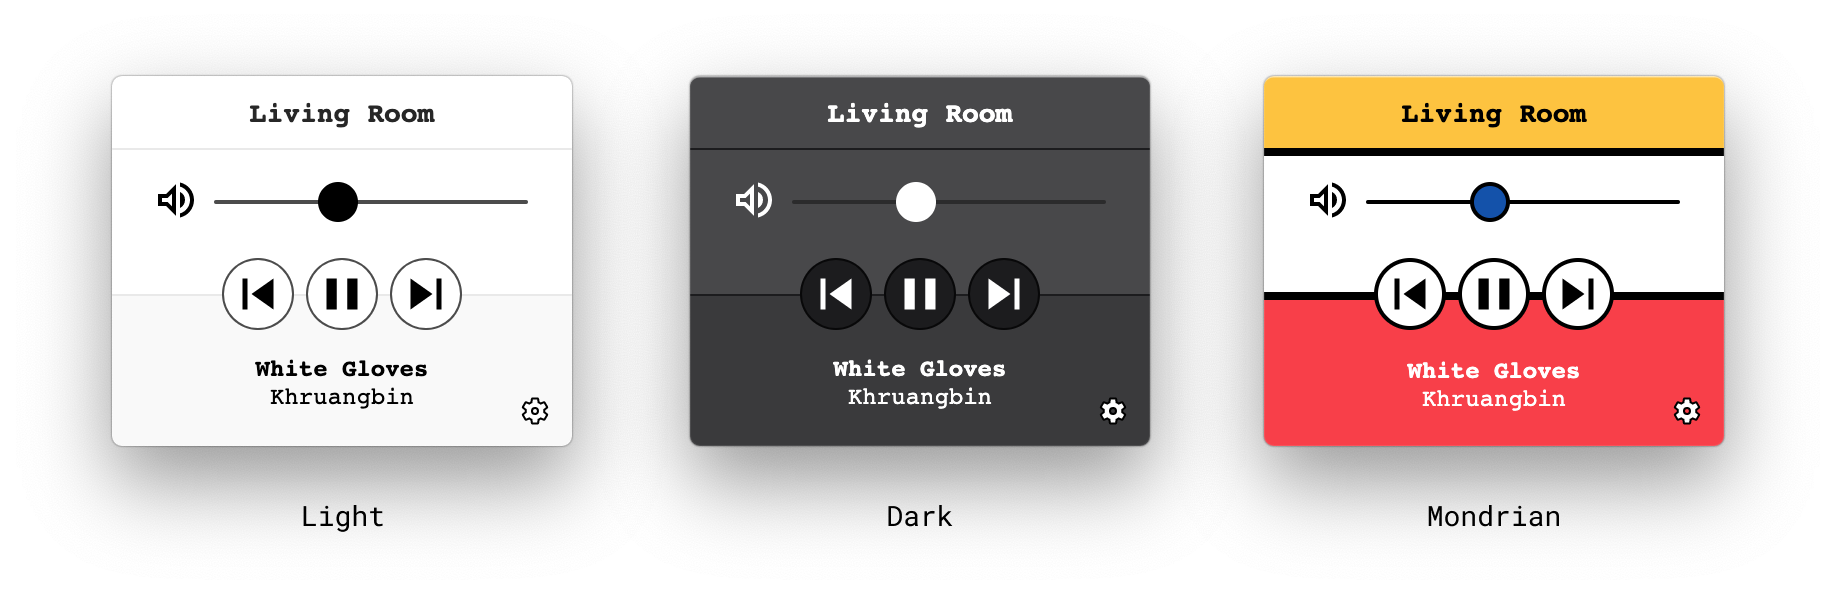 Living Room
White Gloves
Khruangbin
Light
Living Room
White Gloves
Khruangbin
Dark
Living Room
White Gloves
Khruangbin
Mondrian